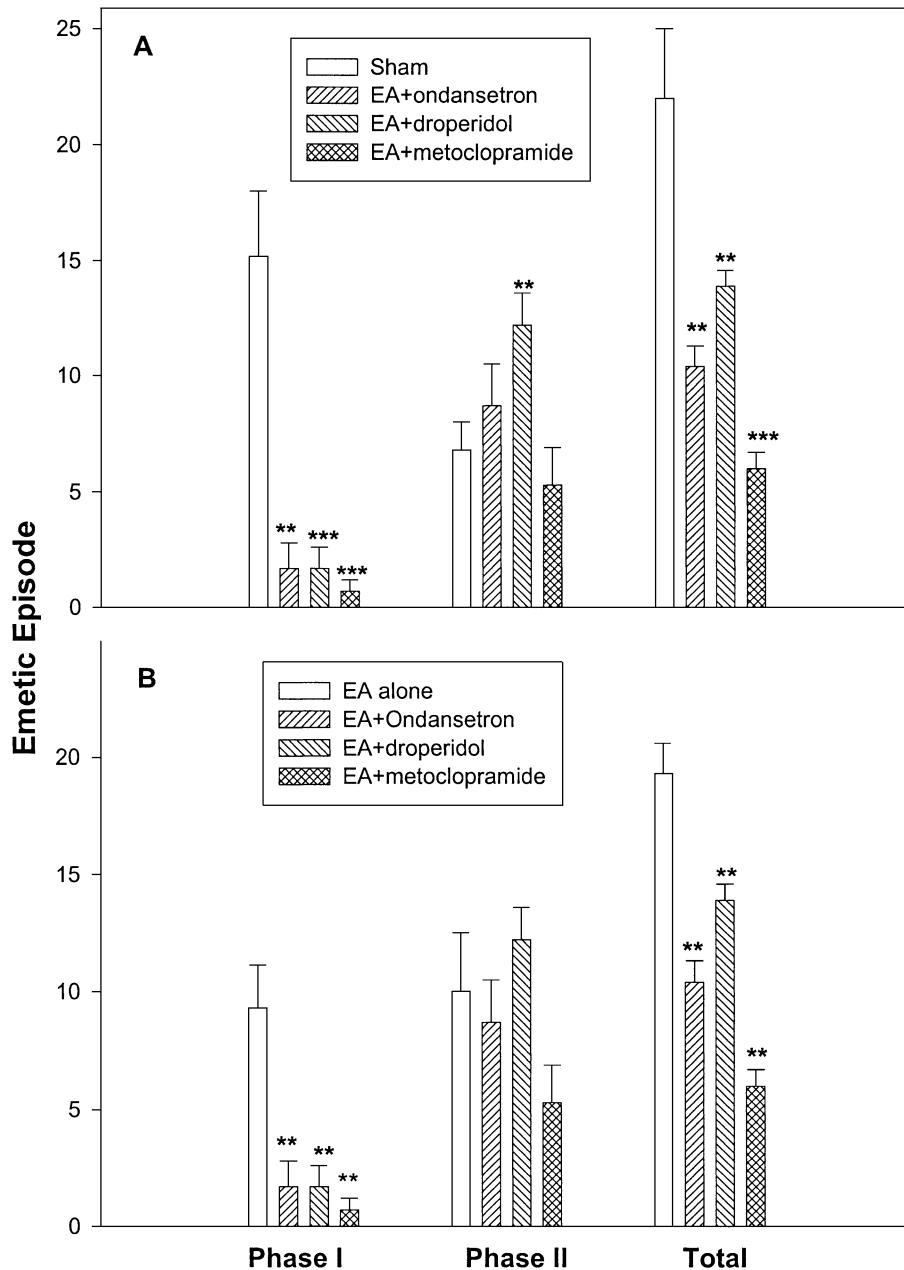 Emetic Episode
A
Sham
EA+ondansetron
EA+droperidol
EA+metoclopramide
25
20
15
10
5
0
**
***
***
**
**
**
***
B
EA alone
EA+Ondansetron
EA+droperidol
EA+metoclopramide
20
15
10
5
0
**
**
**
**
**
**
Phase I
Phase II
Total